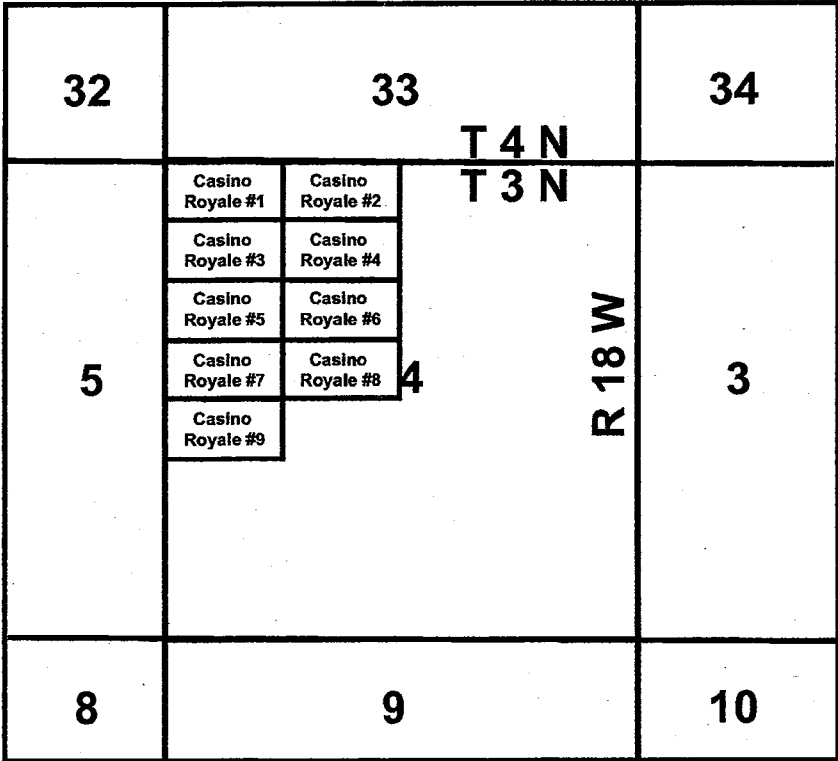 32
33
34
T 4 N
T 3 N
Casino
Royale #1
Casino
Royale #2
Casino
Royale #3
Casino
Royale #4
Casino
Royale #5
Casino
Royale #6
Casino
Royale #7
Casino
Royale #8
Casino
Royale #9
5
4
R 18 W
3
8
9
10